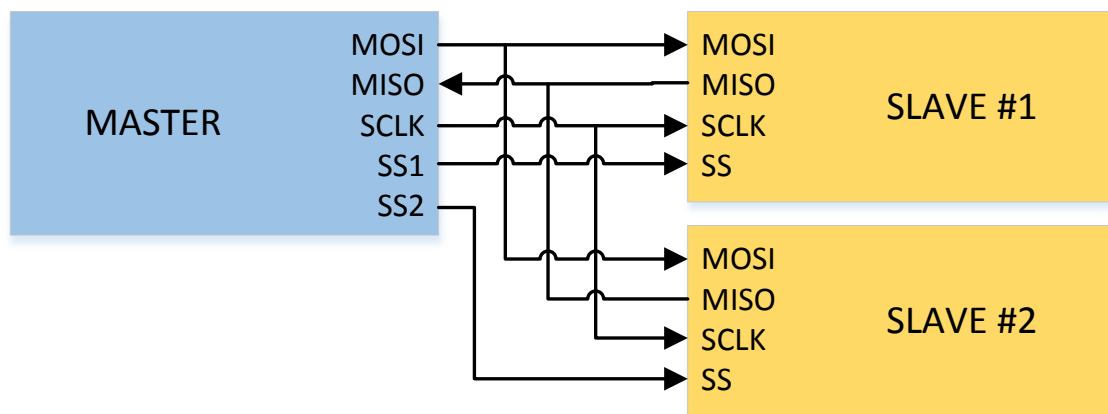 MASTER
MOSI
MISO
SCLK
SS1
SS2
MOSI
MISO
SCLK
SS
SLAVE #1
MOSI
MISO
SCLK
SS
SLAVE #2